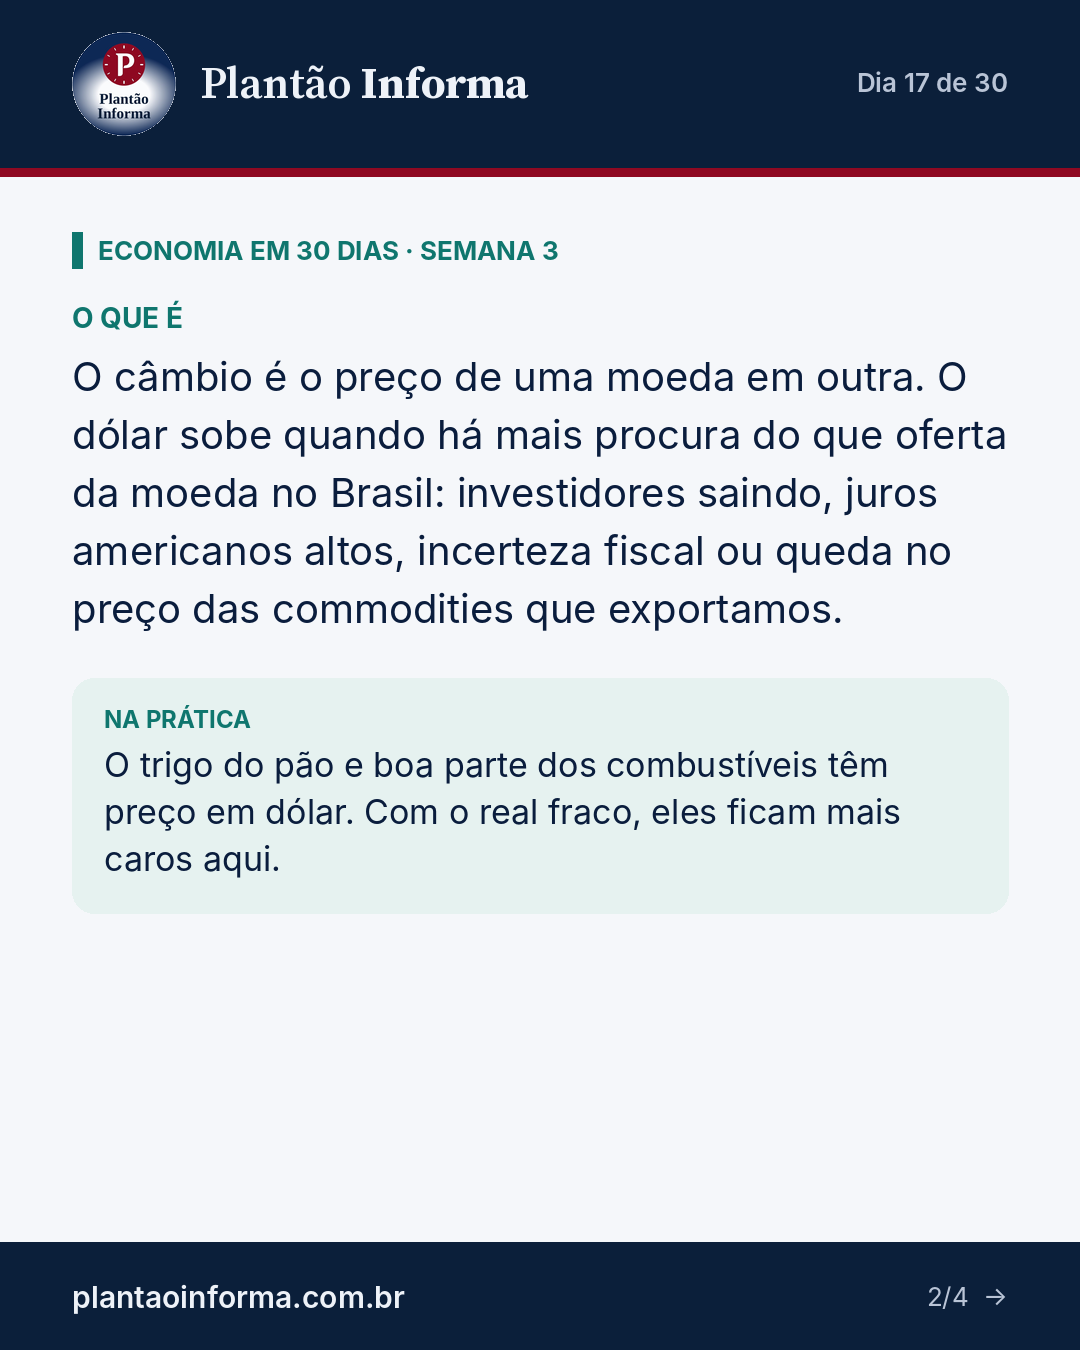 P
Plantão
Informa
Plantão Informa
Dia 17 de 30
ECONOMIA EM 30 DIAS · SEMANA 3
O QUE É
O câmbio é o preço de uma moeda em outra. O
dólar sobe quando há mais procura do que oferta
da moeda no Brasil: investidores saindo, juros
americanos altos, incerteza fiscal ou queda no
preço das commodities que exportamos.
NA PRÁTICA
O trigo do pão e boa parte dos combustíveis têm
preço em dólar. Com o real fraco, eles ficam mais
caros aqui.
plantaoinforma.com.br
2/4 →